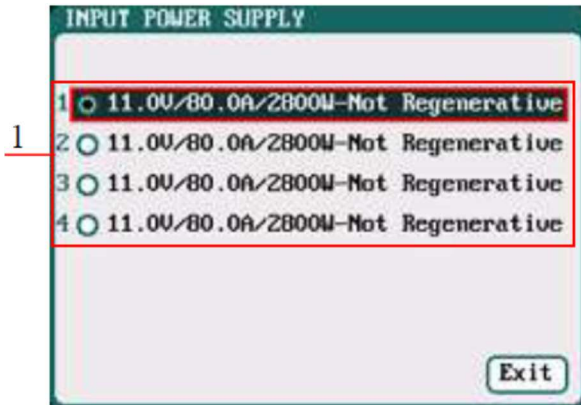 INPUT POWER SUPPLY
1 11.0V/80.0A/2800W-Not Regenerative
1
2 11.0V/80.0A/2800W-Not Regenerative
3 11.0V/80.0A/2800W-Not Regenerative
4 11.0V/80.0A/2800W-Not Regenerative
Exit